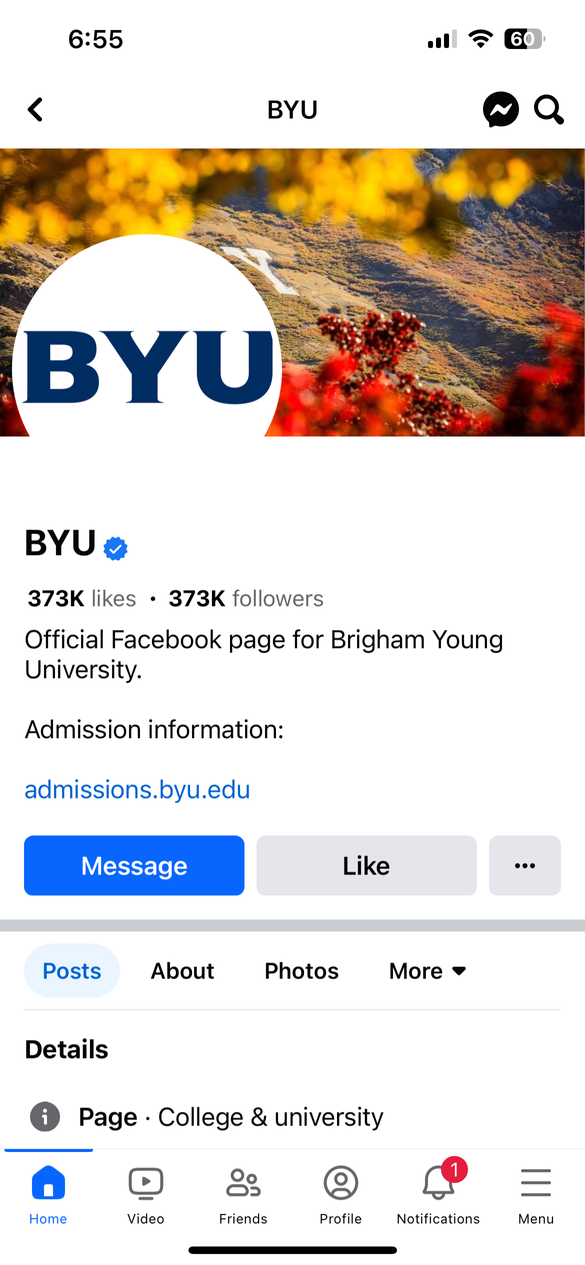 6:55
60
BYU
Y
BYU
BYU
373K likes • 373K followers
Official Facebook page for Brigham Young
University.
Admission information:
admissions.byu.edu
Message
Like
Posts
About
Photos
More
Details
Page · College & university
1
Home
Video
Friends
Profile
Notifications
Menu